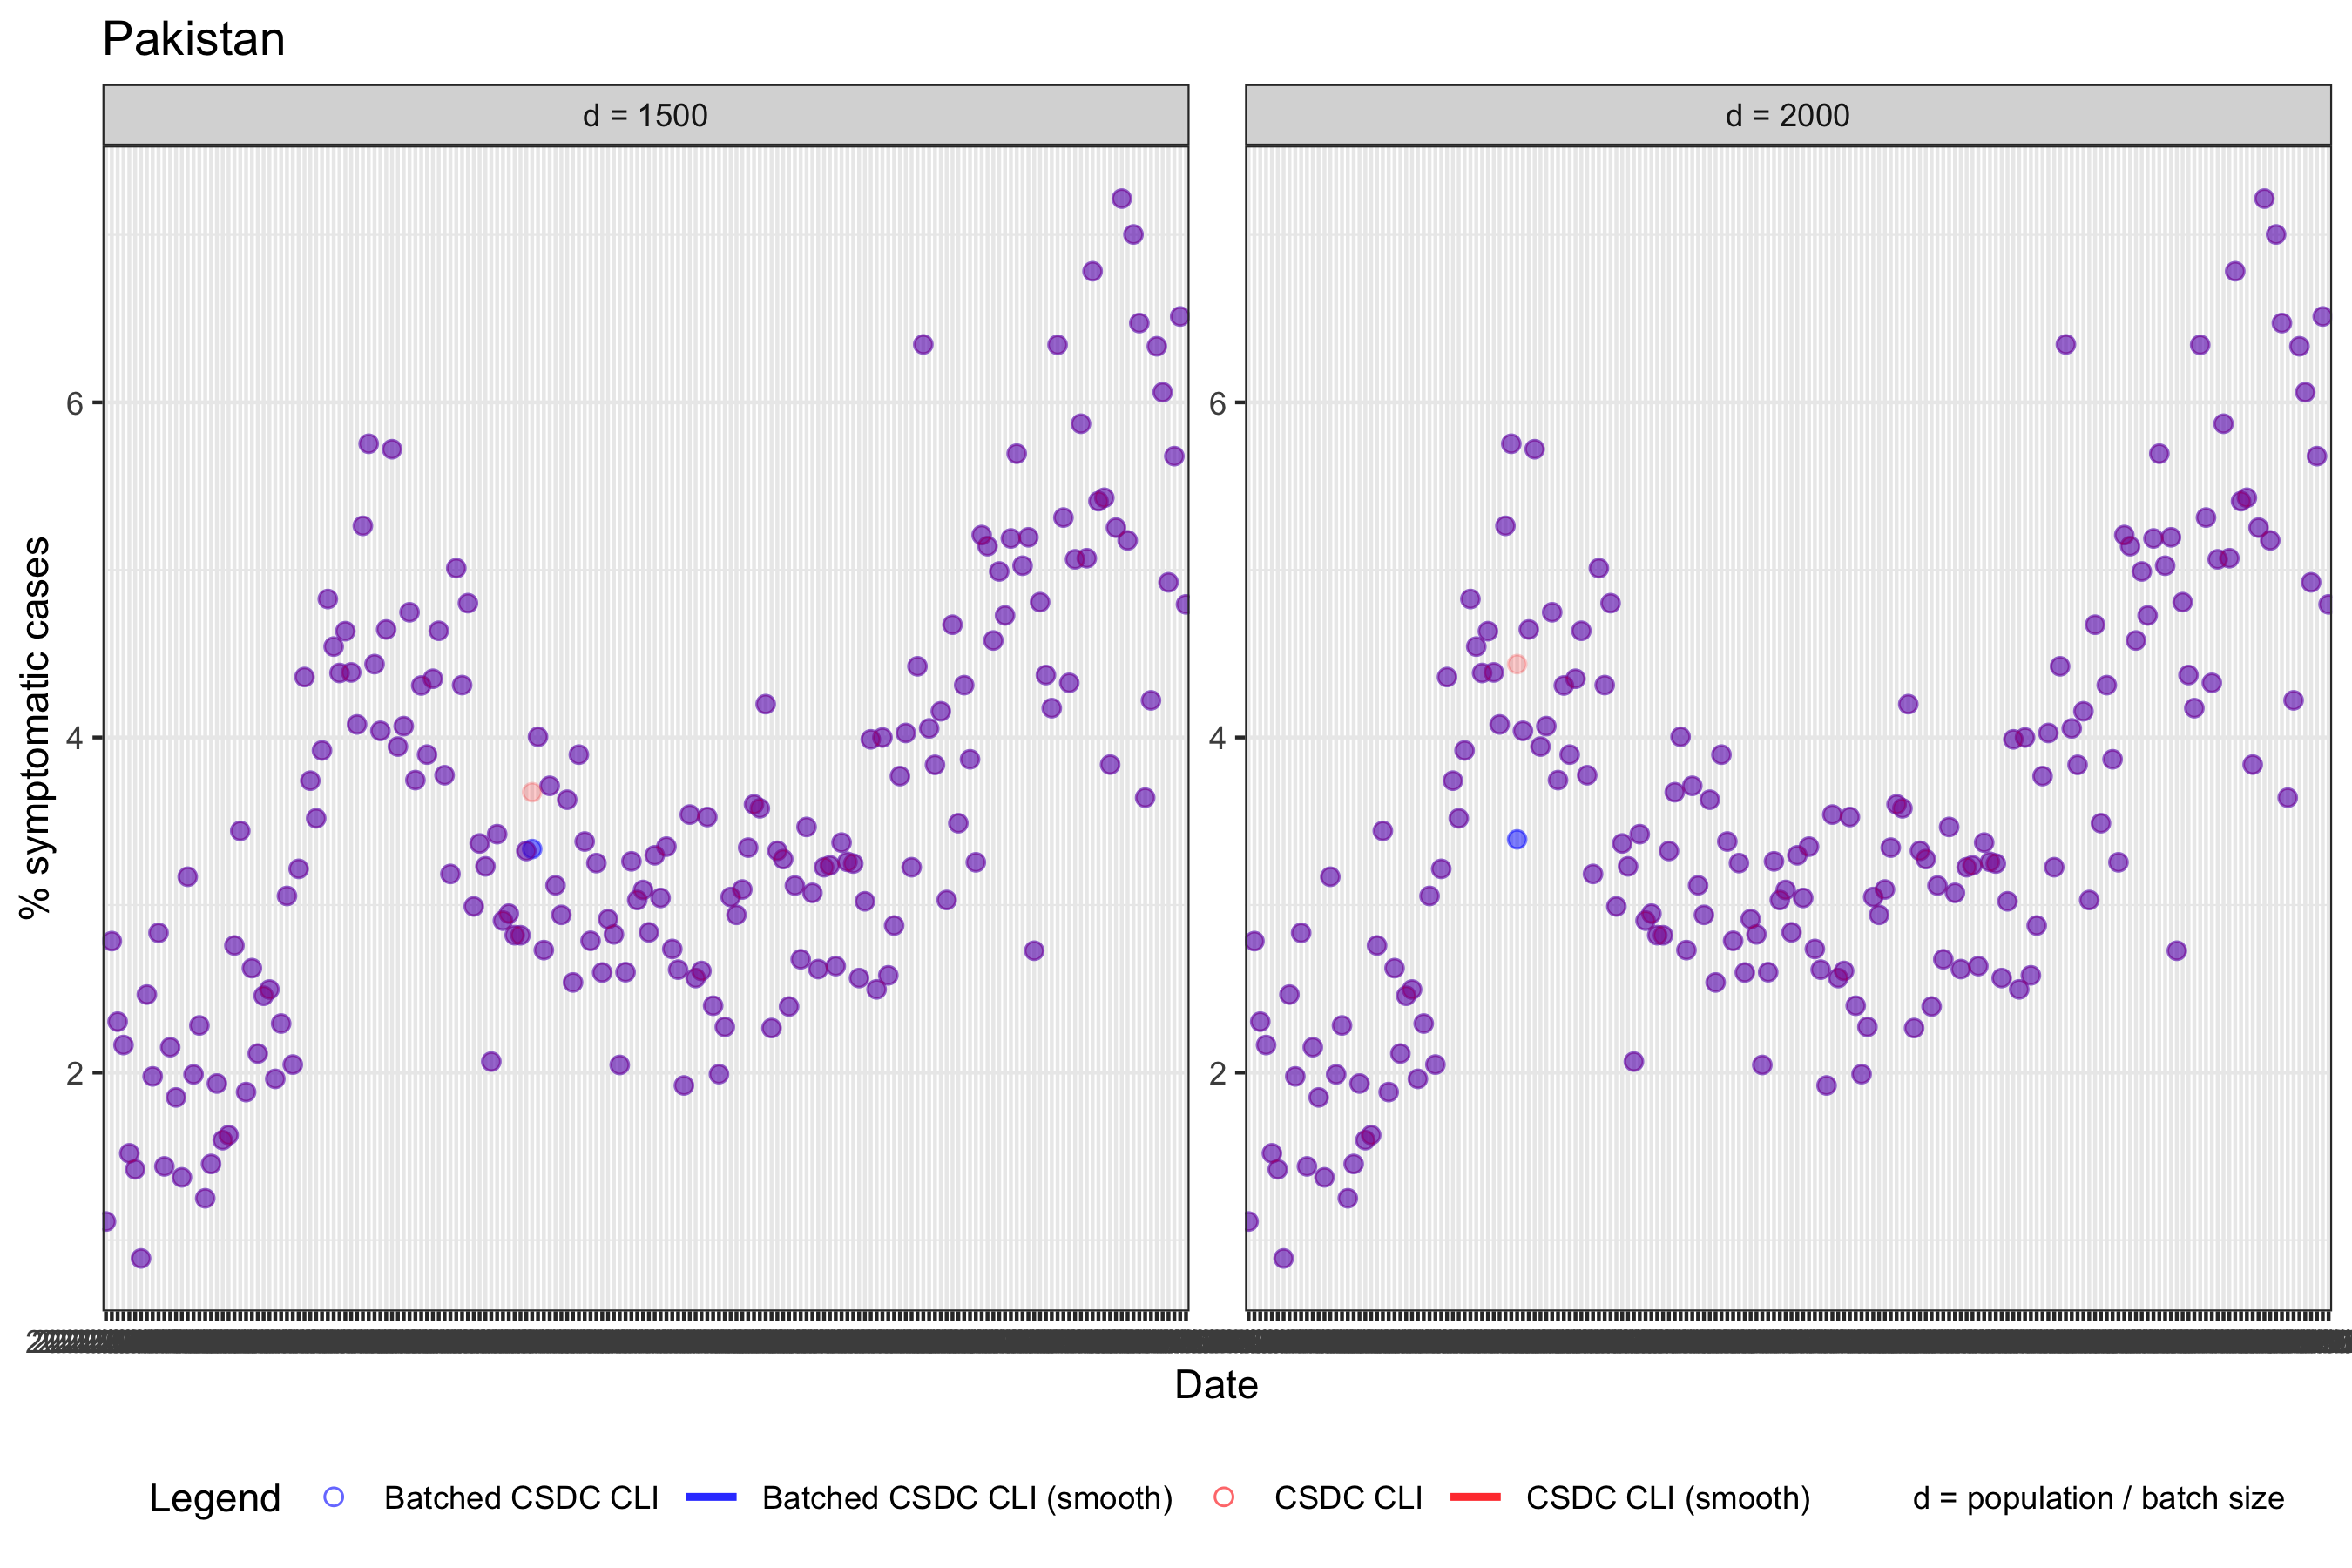 Pakistan
d = 1500
d = 2000
% symptomatic cases
6
4
2
6
4
2
Date
Legend
Batched CSDC CLI
Batched CSDC CLI (smooth)
CSDC CLI
CSDC CLI (smooth)
d = population / batch size